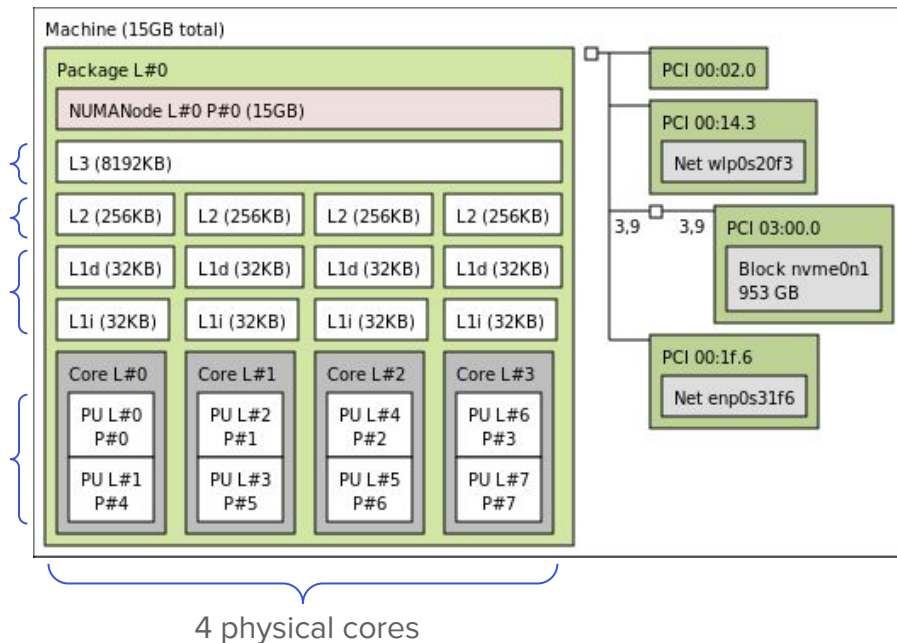 Machine (15GB total)
Package L#0
NUMANode L#0 P#0 (15GB)
L3 (8192KB)
L2 (256KB) L2 (256KB) L2 (256KB) L2 (256KB)
L1d (32KB) L1d (32KB) L1d (32KB) L1d (32KB)
L1i (32KB) L1i (32KB) L1i (32KB) L1i (32KB)
Core L#0 Core L#1 Core L#2 Core L#3
PU L#0 PU L#2 PU L#4 PU L#6
P#0 P#1 P#2 P#3
PU L#1 PU L#3 PU L#5 PU L#7
P#4 P#5 P#6 P#7
PCI 00:02.0
PCI 00:14.3
Net wlp0s20f3
3,9 3,9
PCI 03:00.0
Block nvme0n1
953 GB
PCI 00:1f.6
Net enp0s31f6
4 physical cores